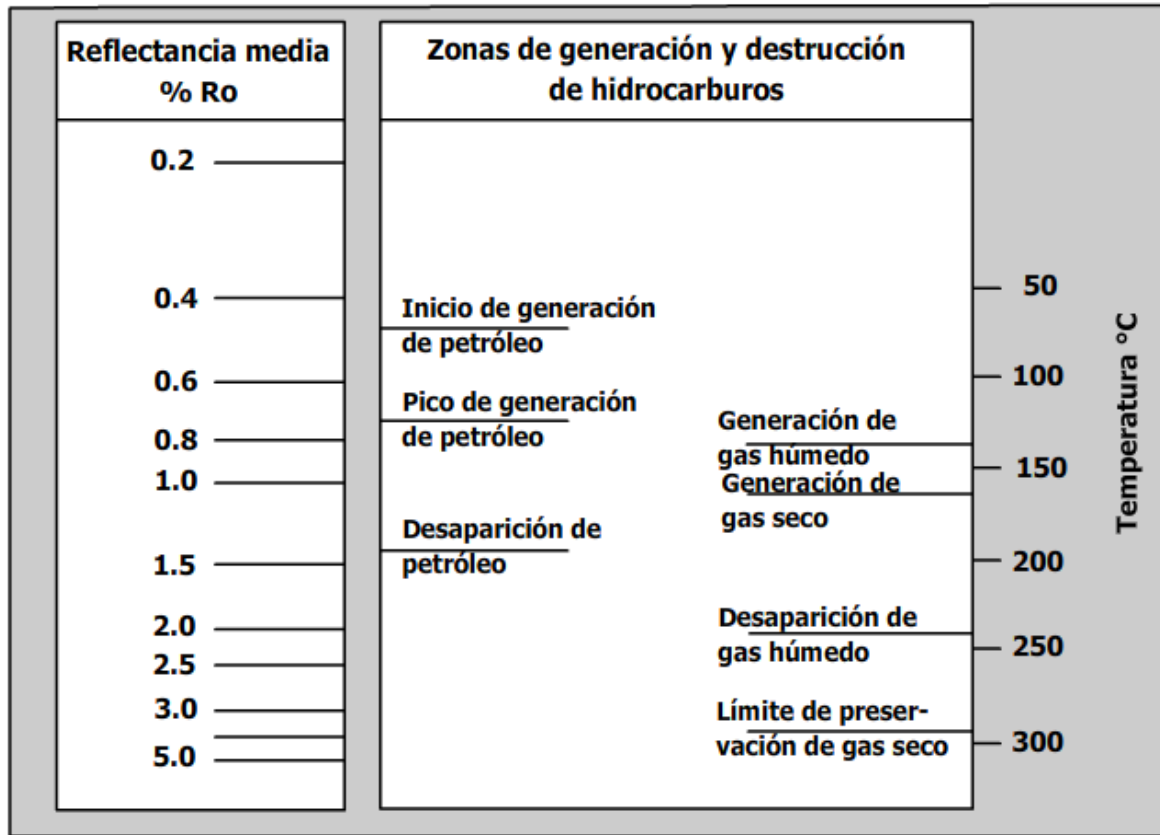 Reflectancia media
% Ro
0.2
0.4
0.6
0.8
1.0
1.5
2.0
2.5
3.0
5.0
Zonas de generación y destrucción
de hidrocarburos
Inicio de generación
de petróleo
Pico de generación
de petróleo
Desaparición de
petróleo
Generación de
gas húmedo
Generación de
gas seco
Desaparición de
gas húmedo
Límite de preser-
vación de gas seco
50
100
150
200
250
300
Temperatura °C